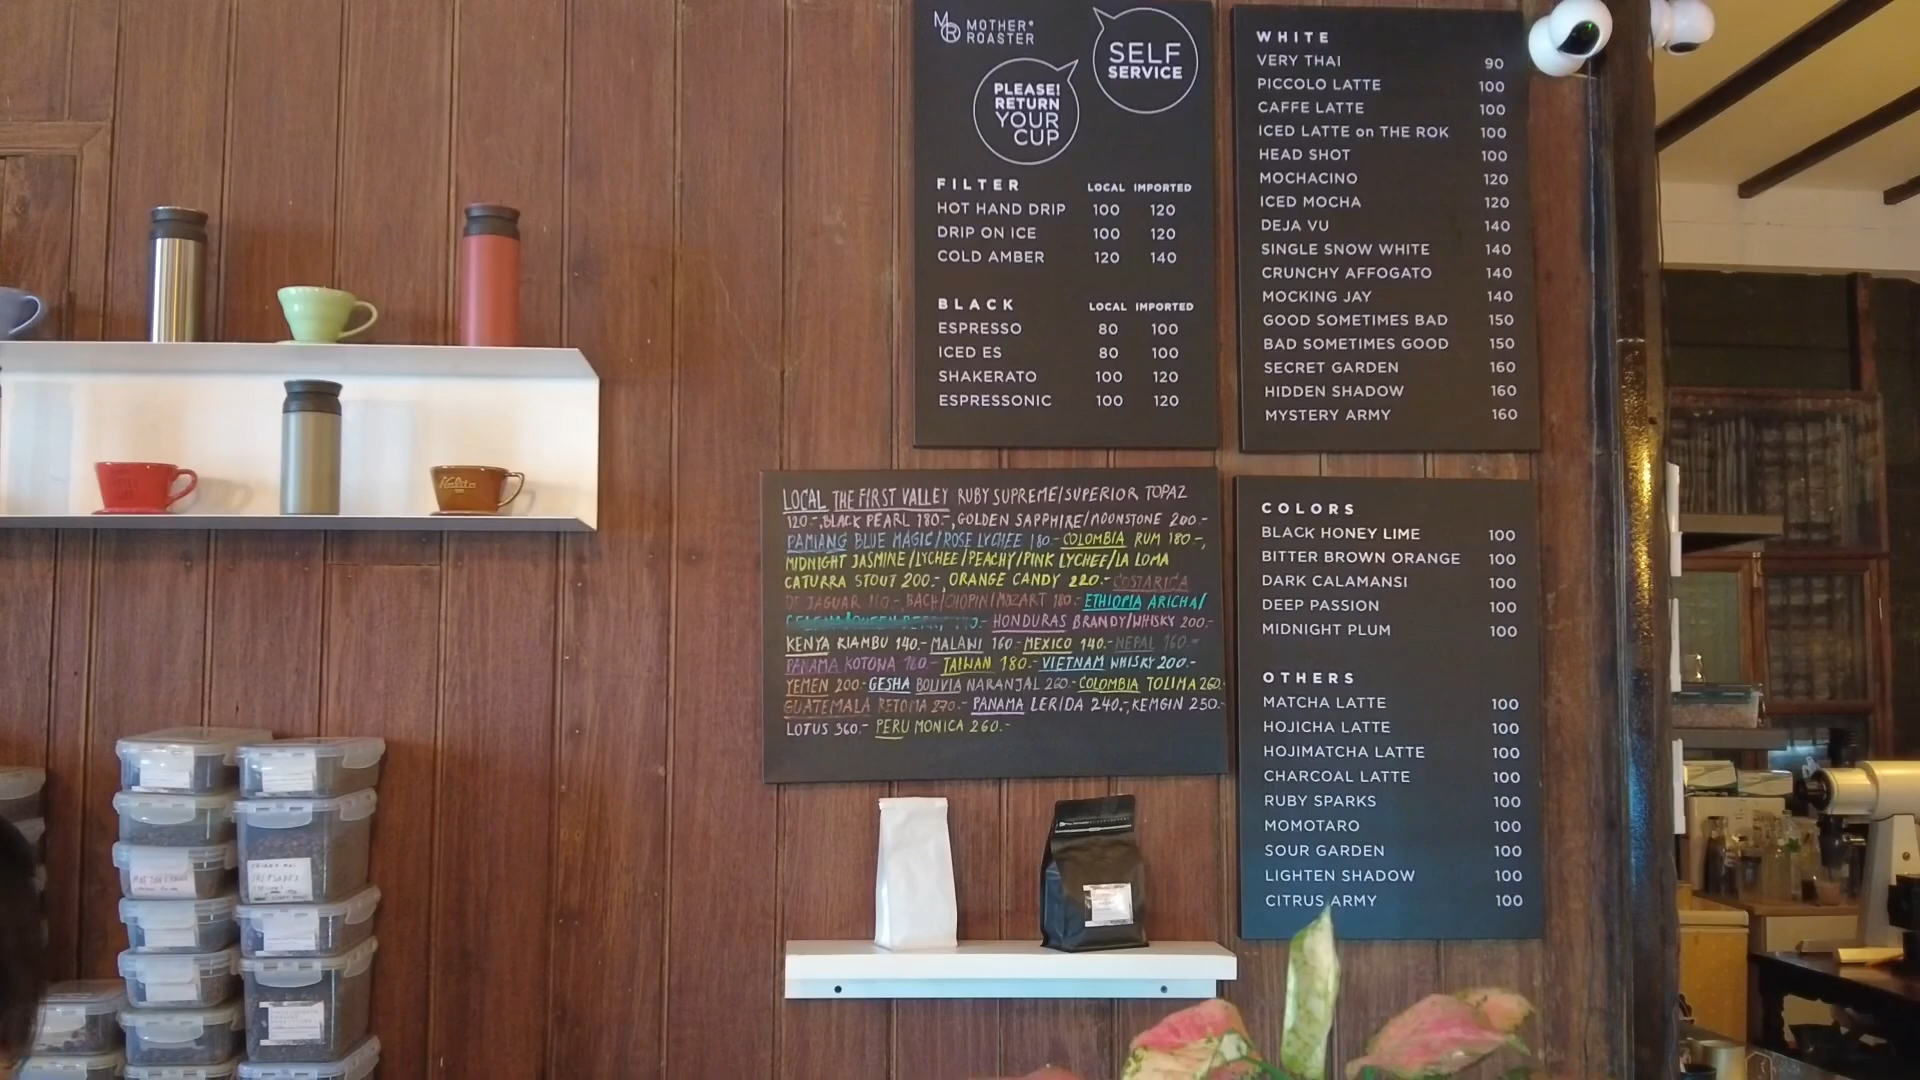 MOTHER
ROASTER
SELF
SERVICE
PLEASE!
RETURN
YOUR
CUP
FILTER LOCAL IMPORTED
HOT HAND DRIP 100 120
DRIP ON ICE 100 120
COLD AMBER 120 140
BLACK LOCAL IMPORTED
ESPRESSO 80 100
ICED ES 80 100
SHAKERATO 100 120
ESPRESSONIC 100 120
WHITE
VERY THAI 90
PICCOLO LATTE 100
CAFFE LATTE 100
ICED LATTE on THE ROK 100
HEAD SHOT 100
MOCHACINO 120
ICED MOCHA 120
DEJA VU 140
SINGLE SNOW WHITE 140
CRUNCHY AFFOGATO 140
MOCKING JAY 140
GOOD SOMETIMES BAD 150
BAD SOMETIMES GOOD 150
SECRET GARDEN 160
HIDDEN SHADOW 160
MYSTERY ARMY 160
LOCAL THE FIRST VALLEY RUBY SUPREME/SUPERIOR TOPAZ
120.-,BLACK PEARL 180.-,GOLDEN SAPPHIRE/MOONSTONE 200.-
PAMIANG BLUE MAGIC/ROSE LYCHEE 180.- COLOMBIA RUM 180.-,
MIDNIGHT JASMINE/LYCHEE/PEACHY/PINK LYCHEE/LA LOMA
CATURRA STOUT 200.-, ORANGE CANDY 220.- COSTARICA
JAGUAR 160.-, BACH/CHOPIN/MOZART 180.- ETHIOPIA ARICHA/
HONDURAS BRANDY/WHISKY 200.-
KENYA KIAMBU 140.- MALAWI 160.- MEXICO 140.- NEPAL 160.-
PANAMA KOTOWA 160.- TAIWAN 180.- VIETNAM WHISKY 200.-
YEMEN 200.- GESHA BOLIVIA NARANJAL 260.- COLOMBIA TOLIMA 260.
GUATEMALA RETOMA 270.- PANAMA LERIDA 240.-, KEMGIN 250.-
LOTUS 360.- PERU MONICA 260.-
COLORS
BLACK HONEY LIME 100
BITTER BROWN ORANGE 100
DARK CALAMANSI 100
DEEP PASSION 100
MIDNIGHT PLUM 100
OTHERS
MATCHA LATTE 100
HOJICHA LATTE 100
HOJIMATCHA LATTE 100
CHARCOAL LATTE 100
RUBY SPARKS 100
MOMOTARO 100
SOUR GARDEN 100
LIGHTEN SHADOW 100
CITRUS ARMY 100
Kalita